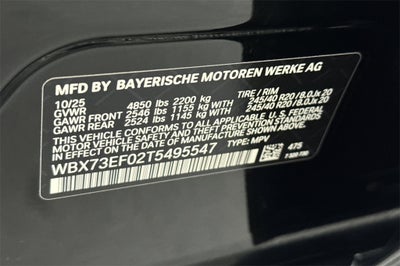 MFD BY BAYERISCHE MOTOREN WERKE AG
10/25 4850 lbs 2200 kg TIRE / RIM
GVWR 2546 lbs 1155 kg 245/40 R20 /8.0Jx 20
GAWR F 2524 lbs 1145 kg 245/40 R20 /8.0Jx 20
GAWR R
THIS VEHICLE CONFORMS TO ALL APPLICABLE
FEDERAL MOTOR VEHICLE SAFETY, BUMPER, AND
THEFT PREVENTION STANDARDS IN EFFECT ON THE
DATE OF MANUFACTURE SHOWN ABOVE.
WBX73EF02T5495547 TYPE: MPV
475